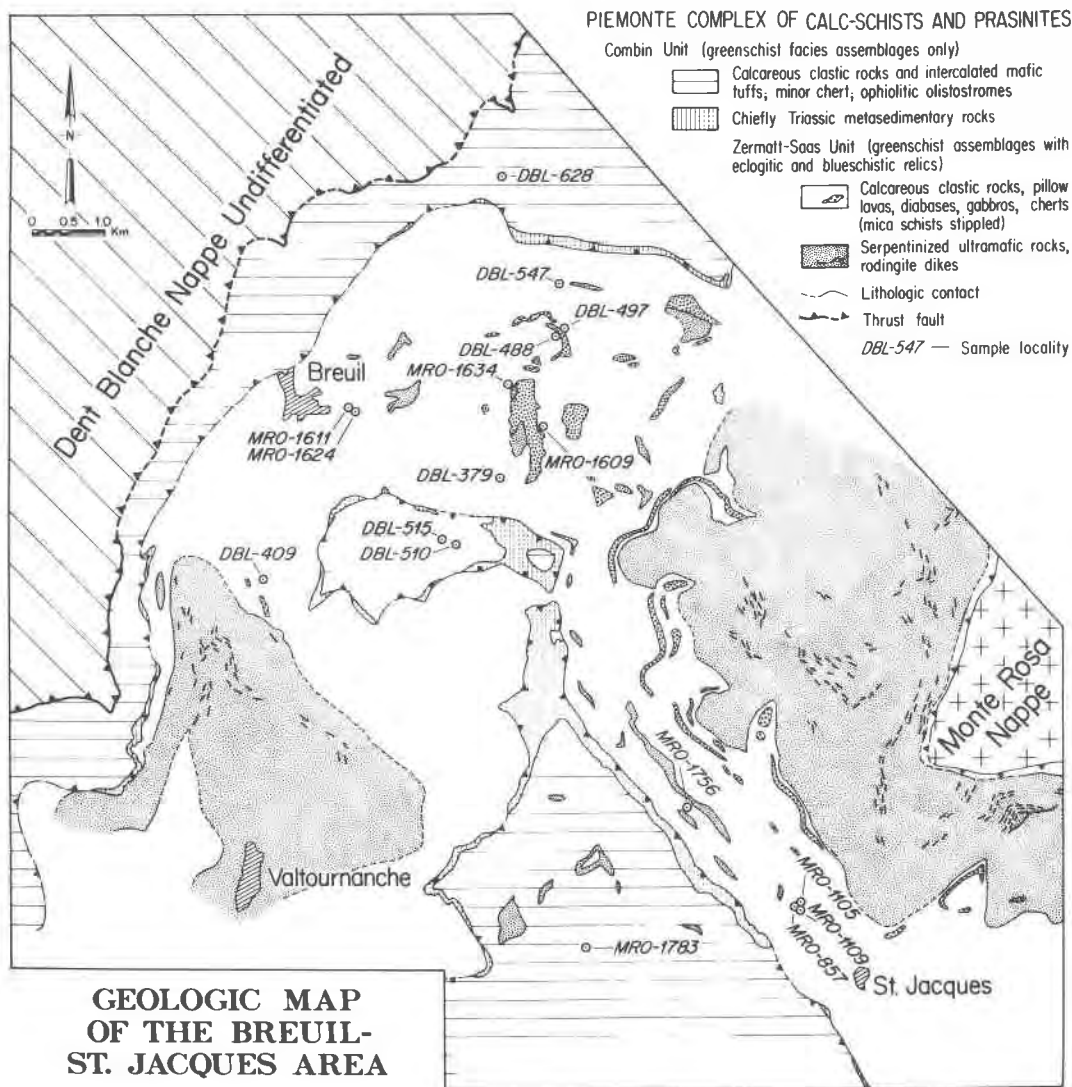 PIEMONTE COMPLEX OF CALC-SCHISTS AND PRASINITES
Combin Unit (greenschist facies assemblages only)
Calcareous clastic rocks and intercalated mafic
tuffs; minor chert; ophiolitic olistostromes
Chiefly Triassic metasedimentary rocks
Zermatt-Saas Unit (greenschist assemblages with
eclogitic and blueschistic relics)
Calcareous clastic rocks, pillow
lavas, diabases, gabbros, cherts
(mica schists stippled)
Serpentinized ultramafic rocks,
rodingite dikes
Lithologic contact
Thrust fault
DBL-547 — Sample locality
N
0 0.5 1.0
Km
Dent Blanche Nappe Undifferentiated
DBL-628
DBL-547
DBL-497
DBL-488
Breuil
MRO-1634
MRO-1611
MRO-1624
MRO-1609
DBL-379
DBL-515
DBL-510
DBL-409
Monte Rosa
Nappe
MRO-1756
Valtournanche
MRO-1105
MRO-1109
MRO-857
MRO-1783
St. Jacques
GEOLOGIC MAP
OF THE BREUIL-
ST. JACQUES AREA